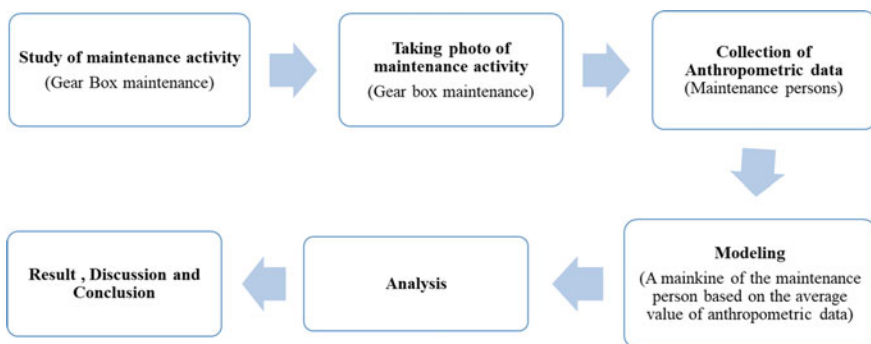 Study of maintenance activity
(Gear Box maintenance)
Taking photo of
maintenance activity
(Gear box maintenance)
Collection of
Anthropometric data
(Maintenance persons)
Modeling
(A mainkine of the maintenance
person based on the average
value of anthropometric data)
Analysis
Result , Discussion and
Conclusion